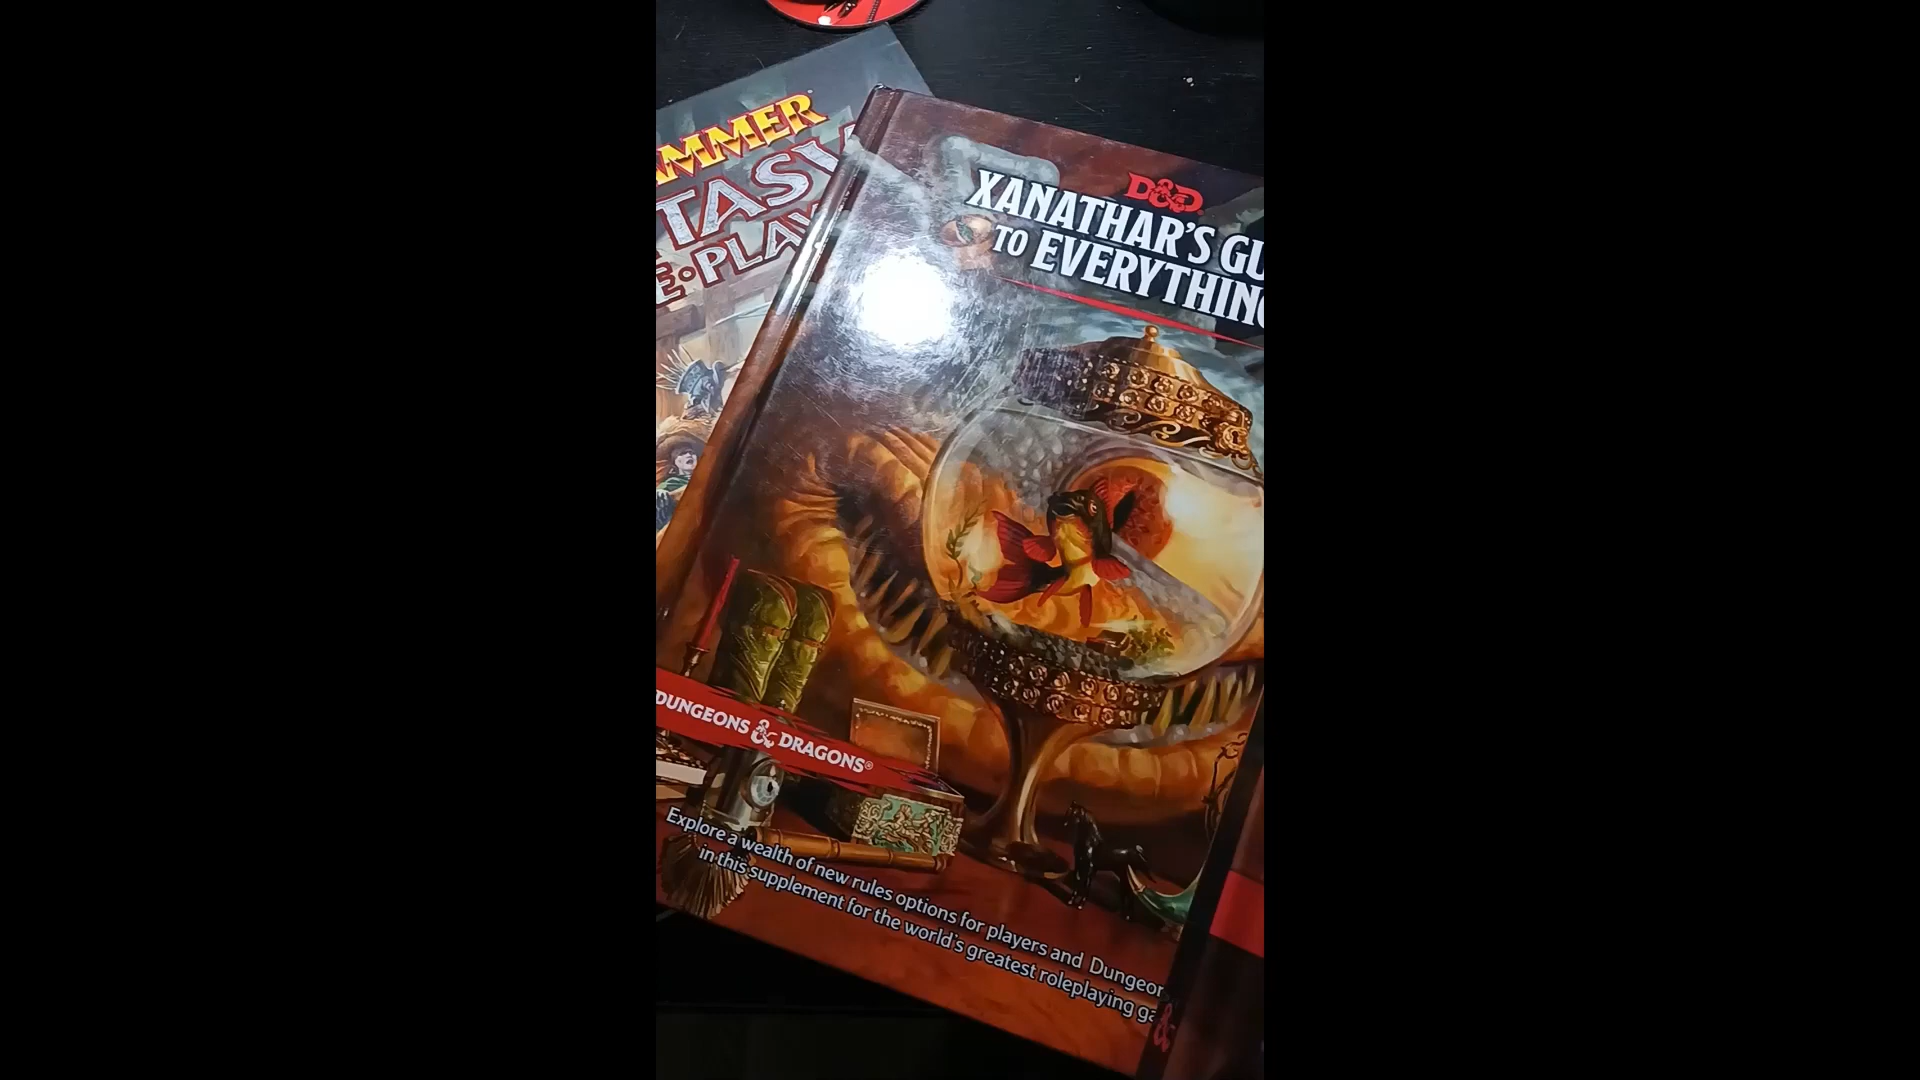 AMMER
TASY
E•PLAY
D&D
XANATHAR'S GU
TO EVERYTHING
DUNGEONS & DRAGONS®
Explore a wealth of new rules options for players and Dungeon
in this supplement for the world's greatest roleplaying ga
&